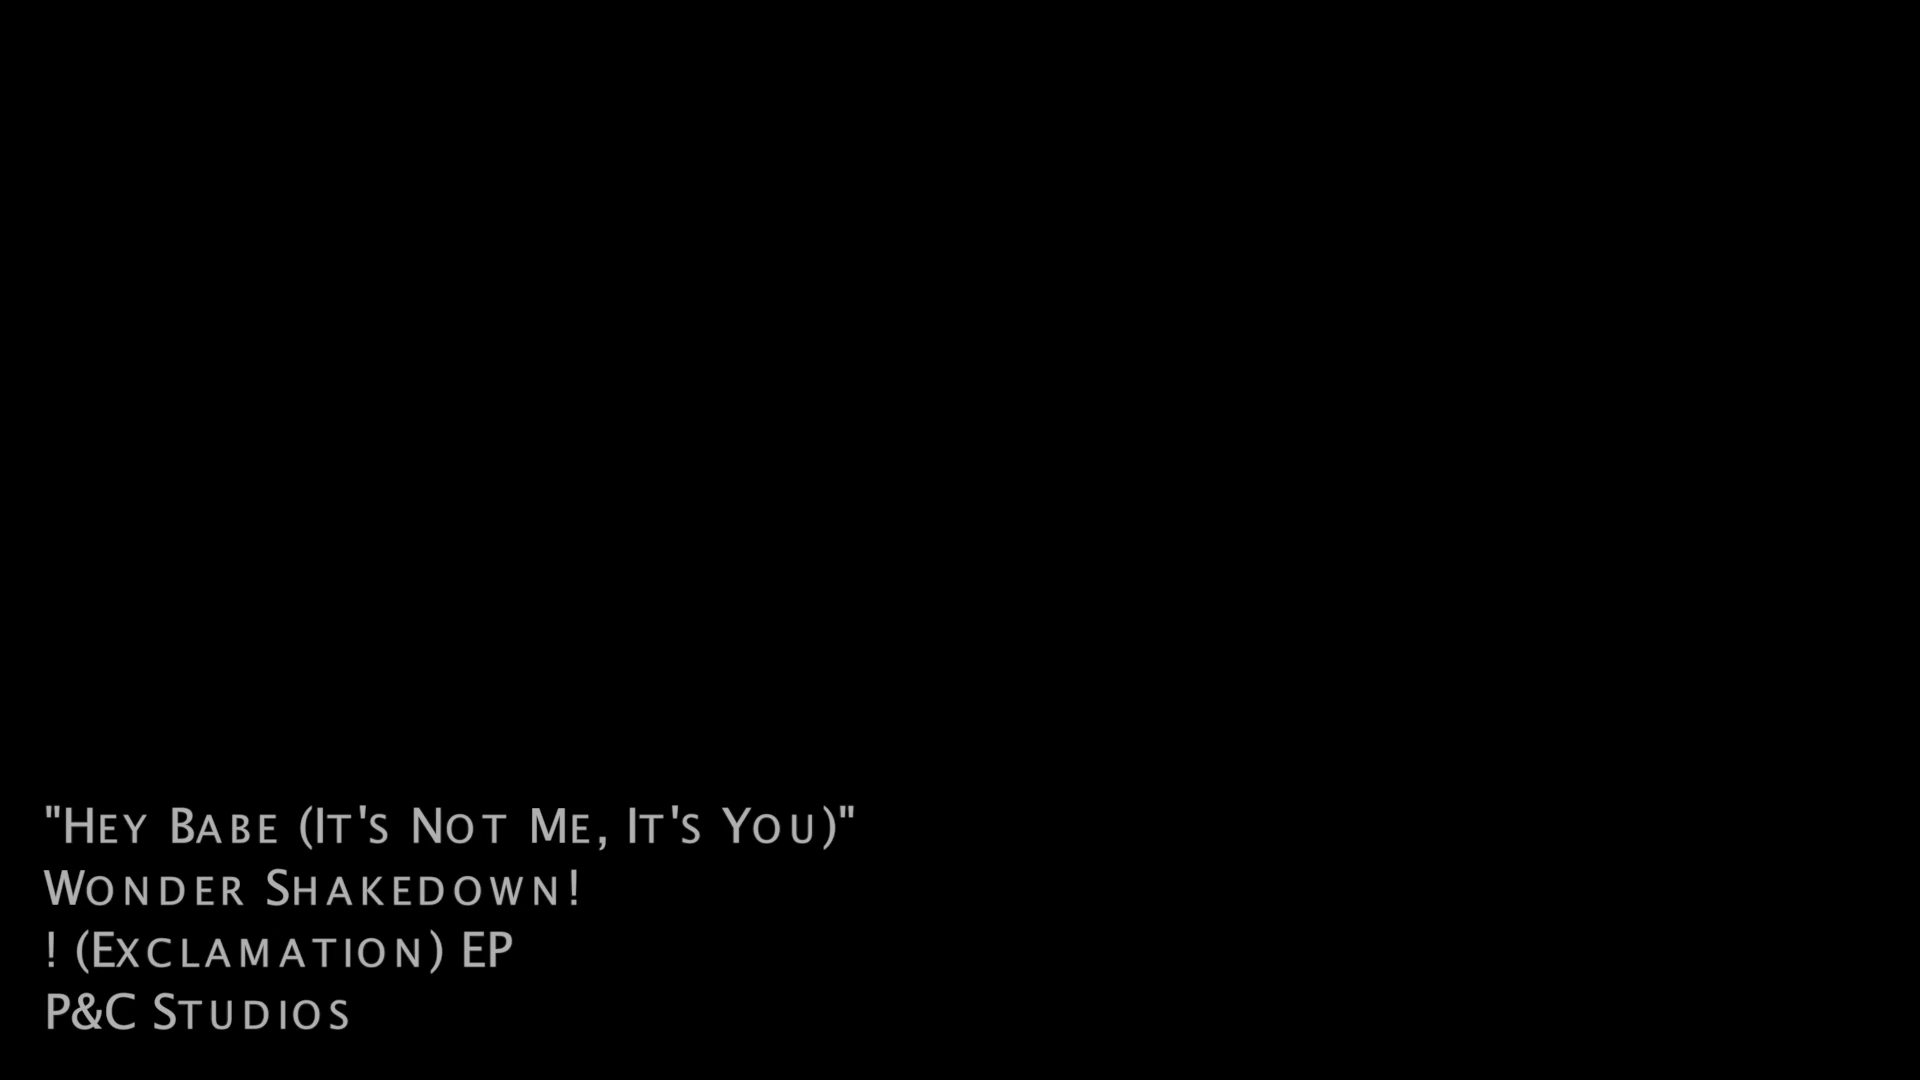 "Hey Babe (It's Not Me, It's You)"
Wonder Shakedown!
! (Exclamation) EP
P&C Studios